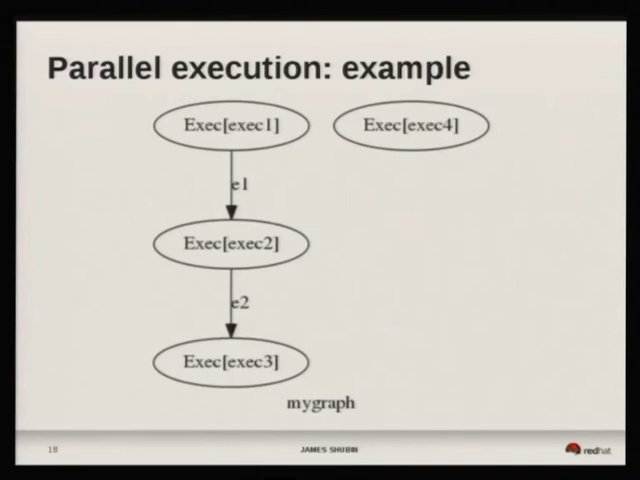 Parallel execution: example
Exec[exec1] Exec[exec4]
e1
Exec[exec2]
e2
Exec[exec3]
mygraph
18 JAMES SHUBIN redhat.